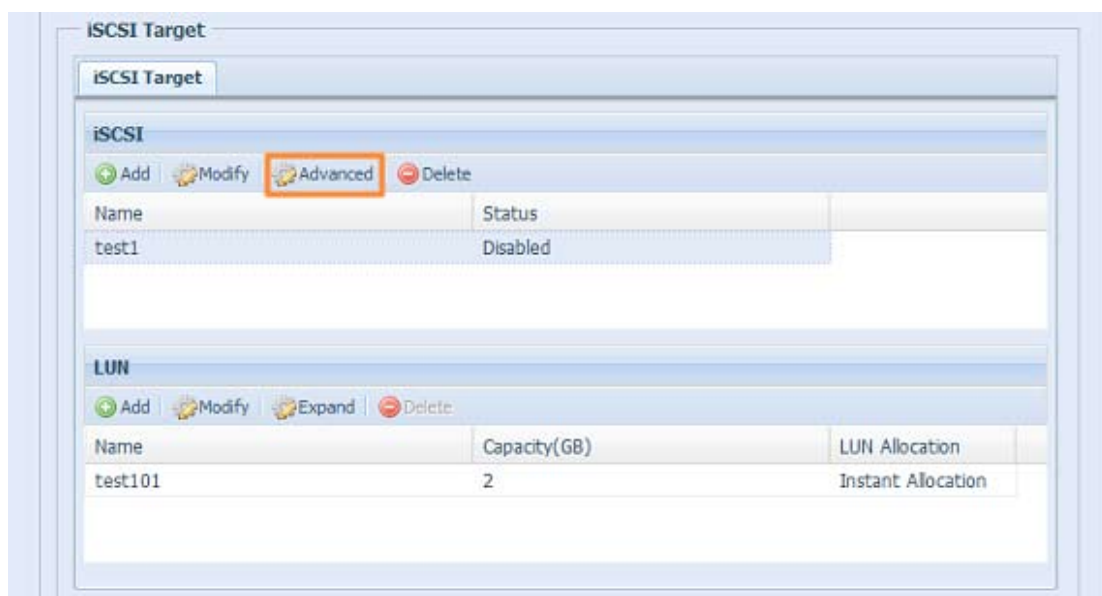 iSCSI Target
iSCSI Target
iSCSI
Add Modify Advanced Delete
Name Status
test1 Disabled
LUN
Add Modify Expand Delete
Name Capacity(GB) LUN Allocation
test101 2 Instant Allocation